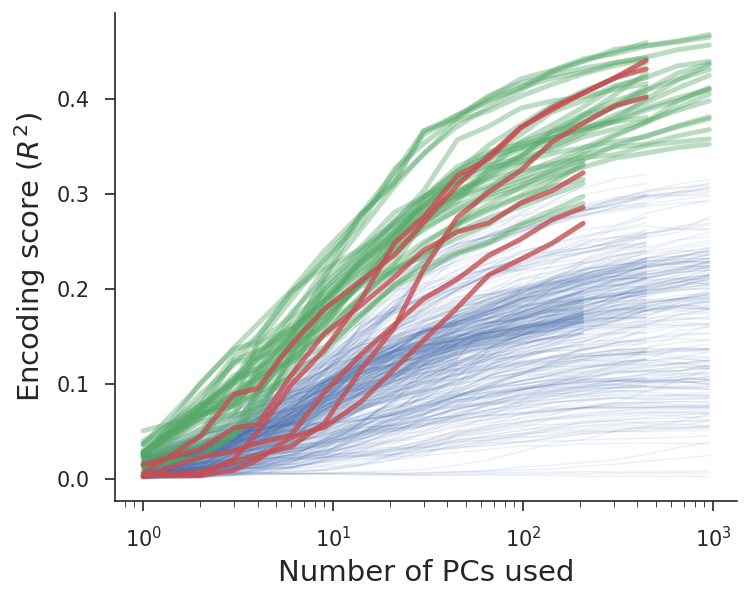 Encoding score (R²)
0.4
0.3
0.2
0.1
0.0
10⁰ 10¹ 10² 10³
Number of PCs used